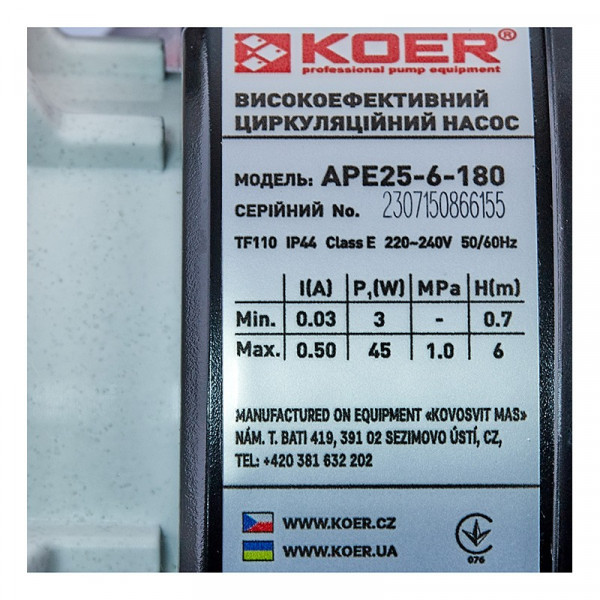 KOER®
professional pump equipment
ВИСОКОЕФЕКТИВНИЙ
ЦИРКУЛЯЦІЙНИЙ НАСОС
МОДЕЛЬ: APE25-6-180
СЕРІЙНИЙ No. 2307150866155
TF110 IP44 Class E 220~240V 50/60Hz
I(A) P₁(W) MPa H(m)
Min. 0.03 3 - 0.7
Max. 0.50 45 1.0 6
MANUFACTURED ON EQUIPMENT «KOVOSVIT MAS»
NÁM. T. BATI 419, 391 02 SEZIMOVO ÚSTÍ, CZ,
TEL: +420 381 632 202
WWW.KOER.CZ
WWW.KOER.UA
076